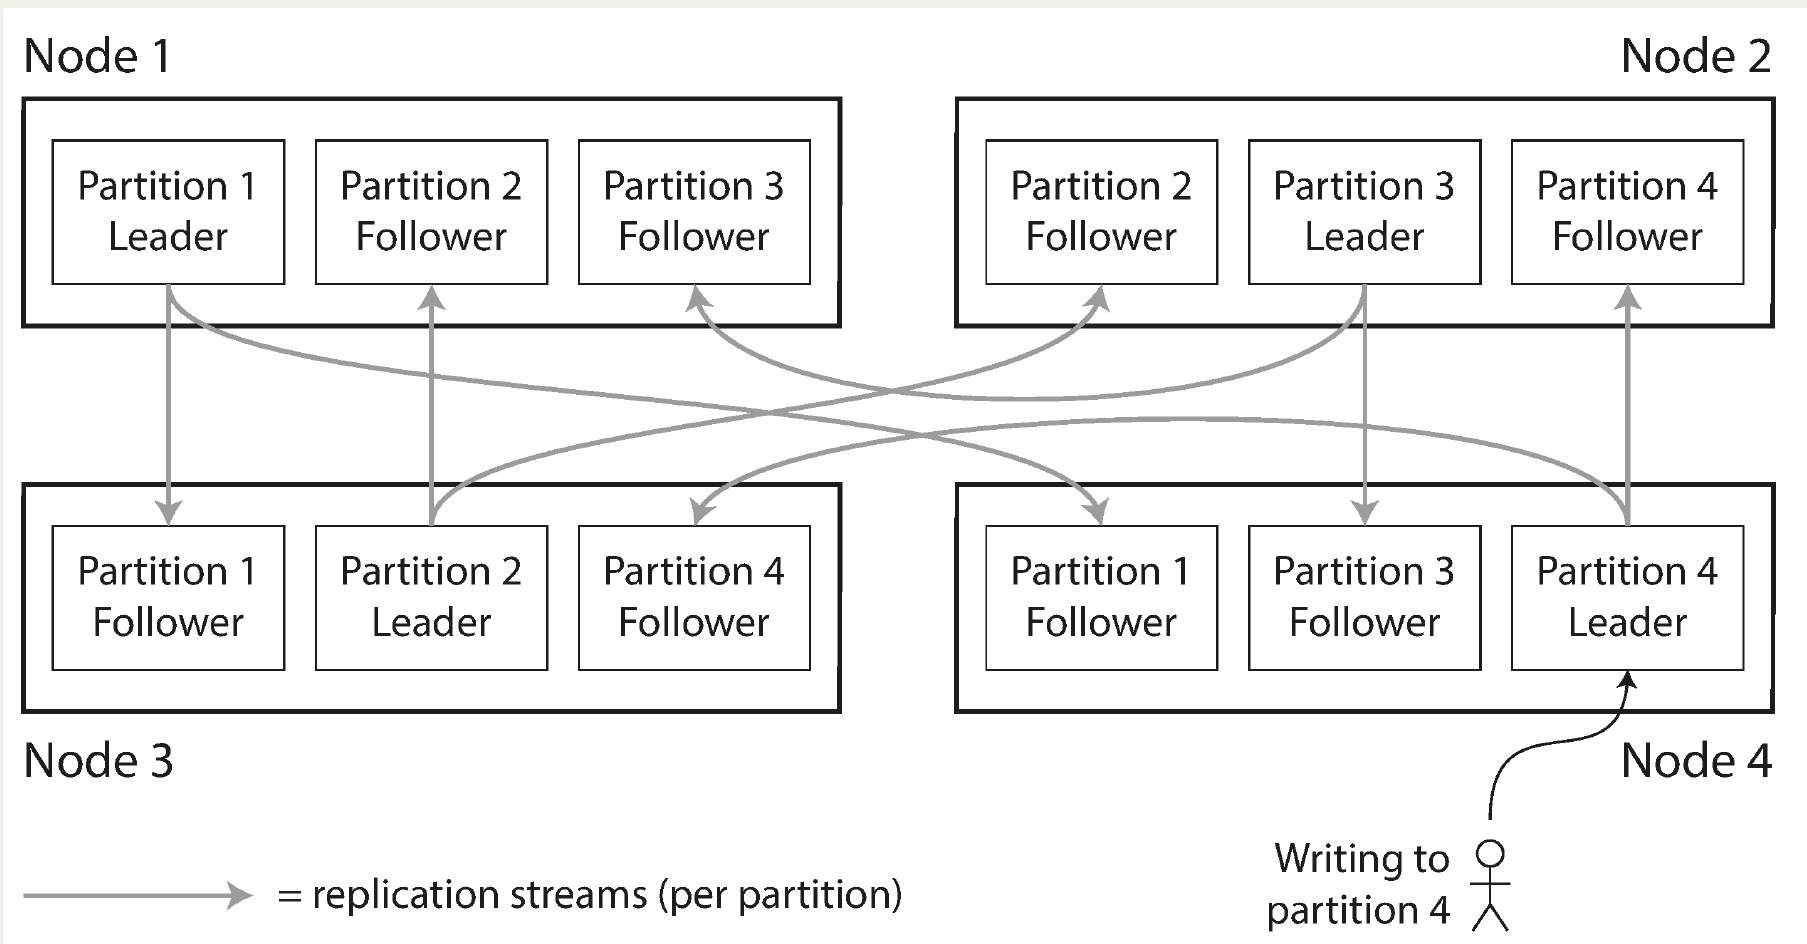 Node 1
Node 2
Partition 1
Leader
Partition 2
Follower
Partition 3
Follower
Partition 2
Follower
Partition 3
Leader
Partition 4
Follower
Partition 1
Follower
Partition 2
Leader
Partition 4
Follower
Partition 1
Follower
Partition 3
Follower
Partition 4
Leader
Node 3
Node 4
= replication streams (per partition)
Writing to
partition 4